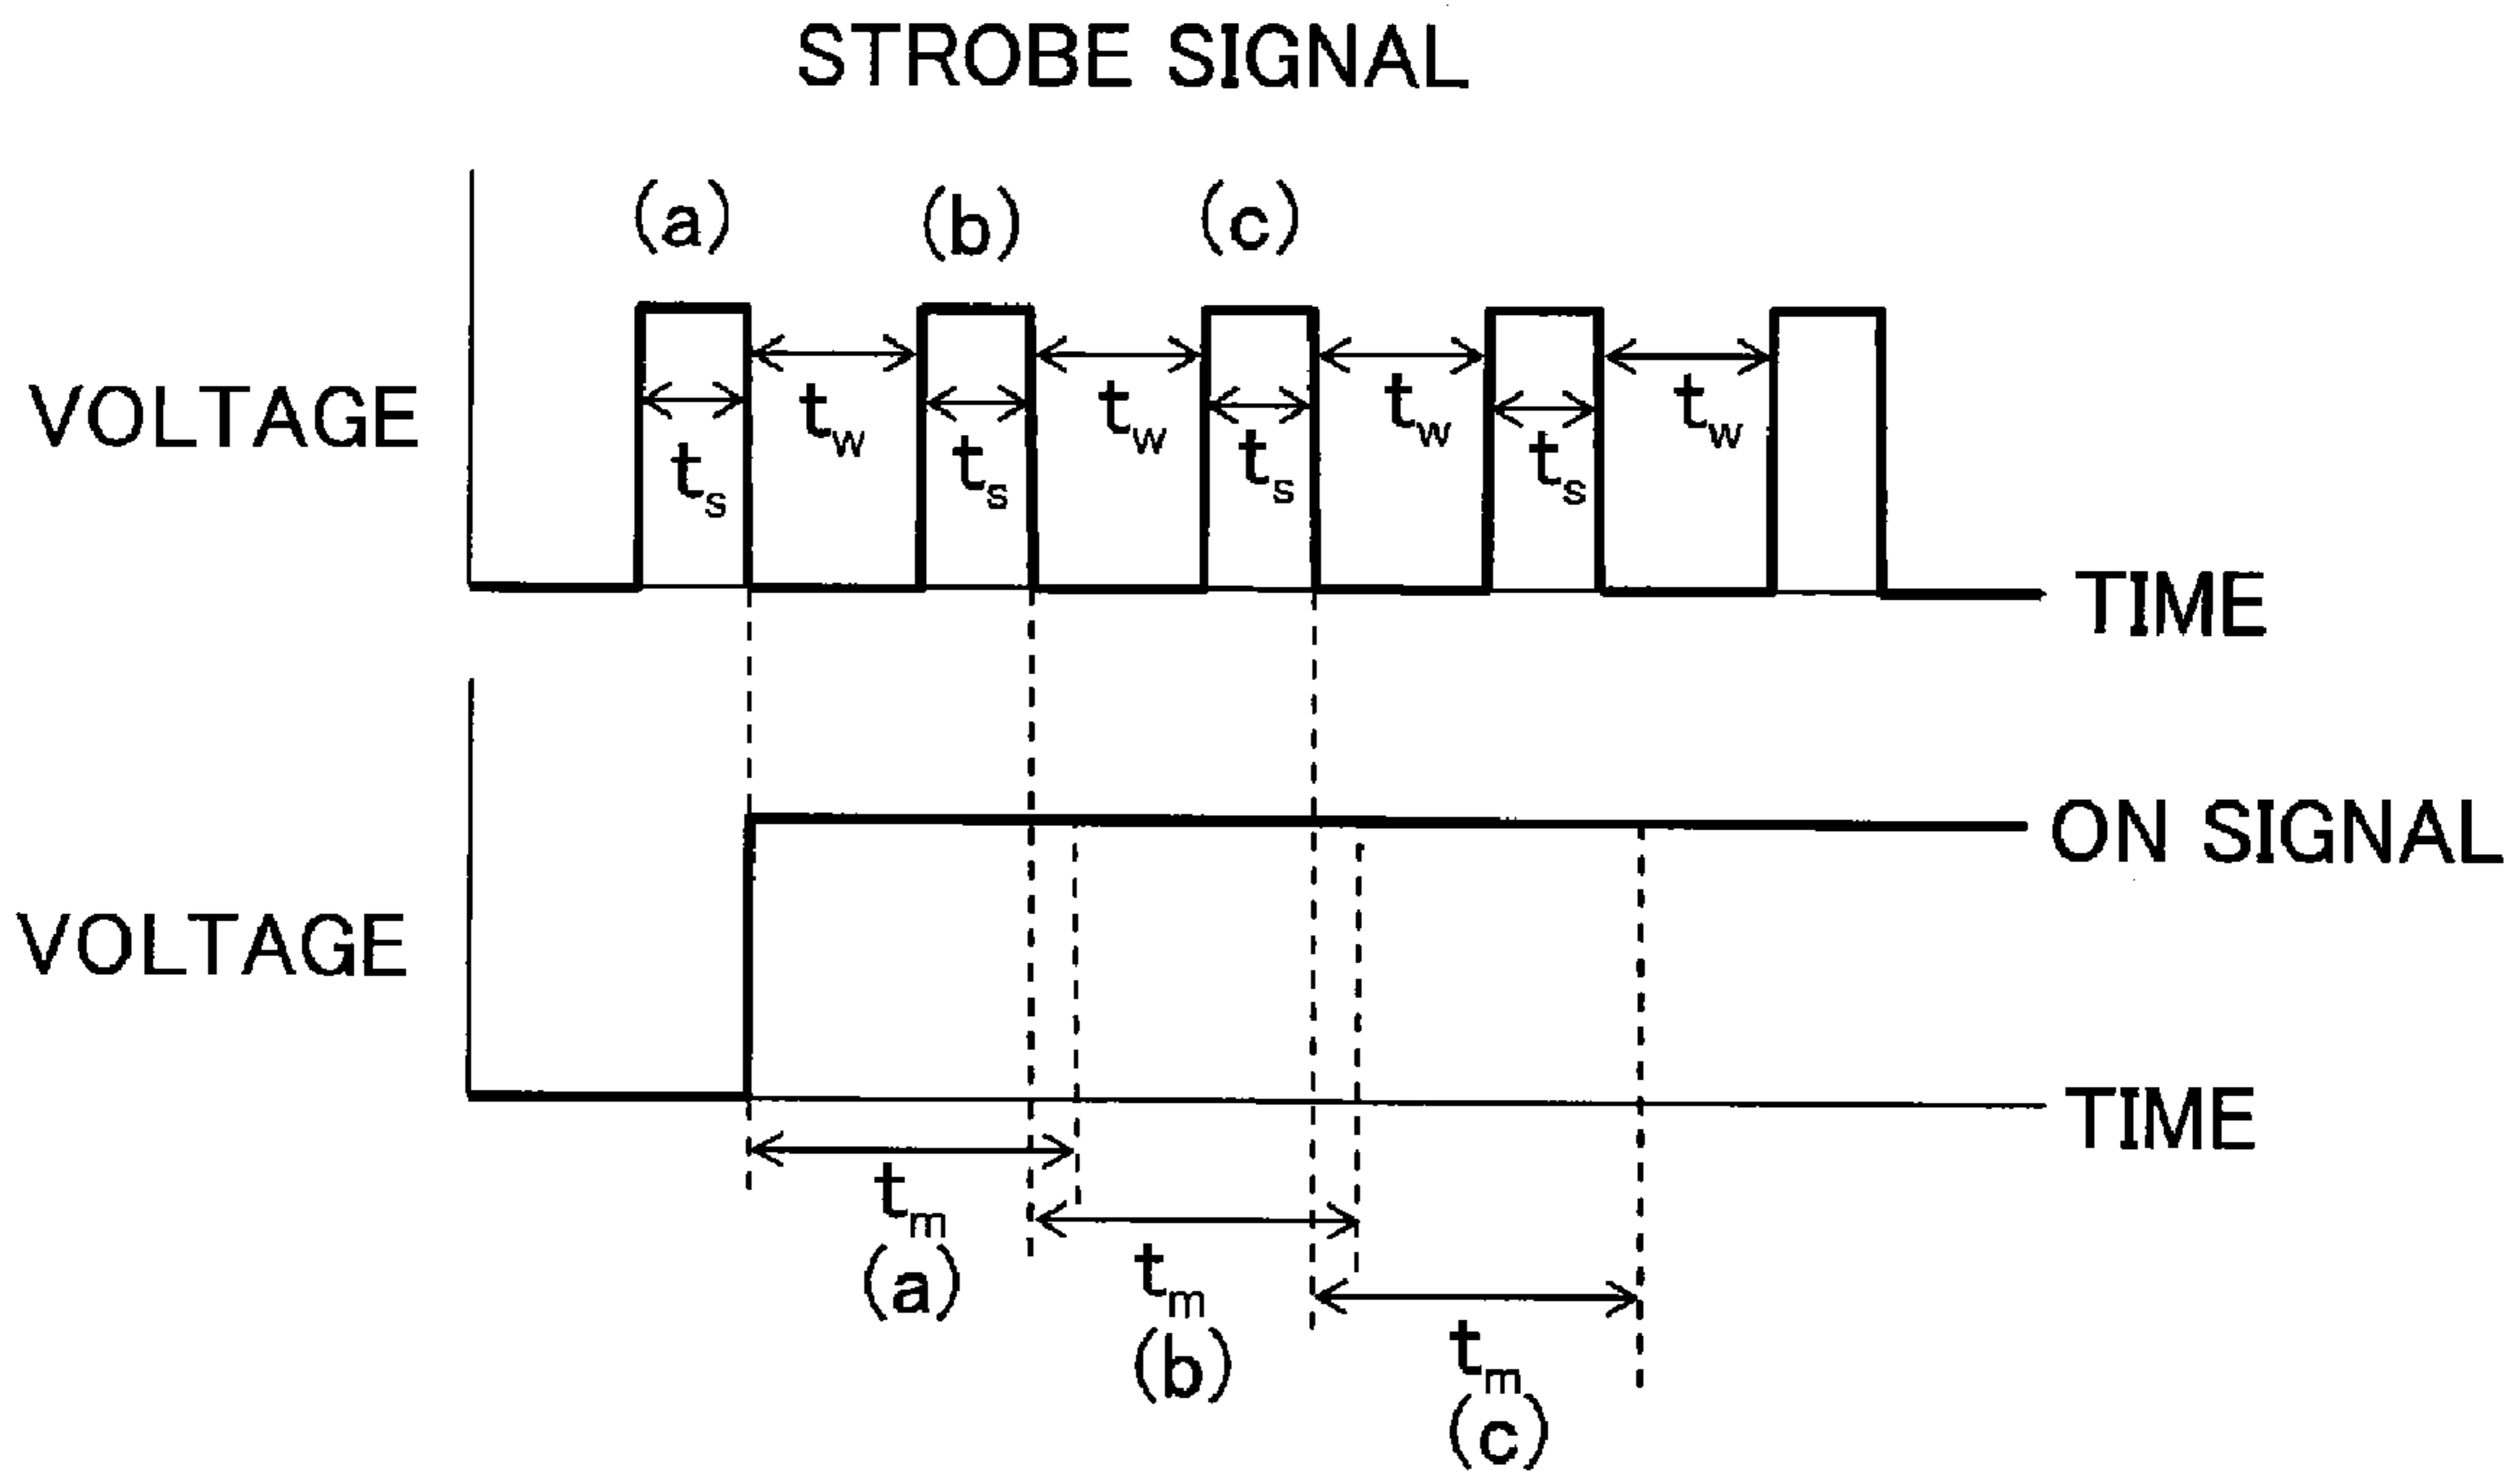 STROBE SIGNAL
(a) (b) (c)
VOLTAGE
tw tw tw tw
ts ts ts ts
TIME
ON SIGNAL
VOLTAGE
TIME
tm
(a)
tm
(b)
tm
(c)